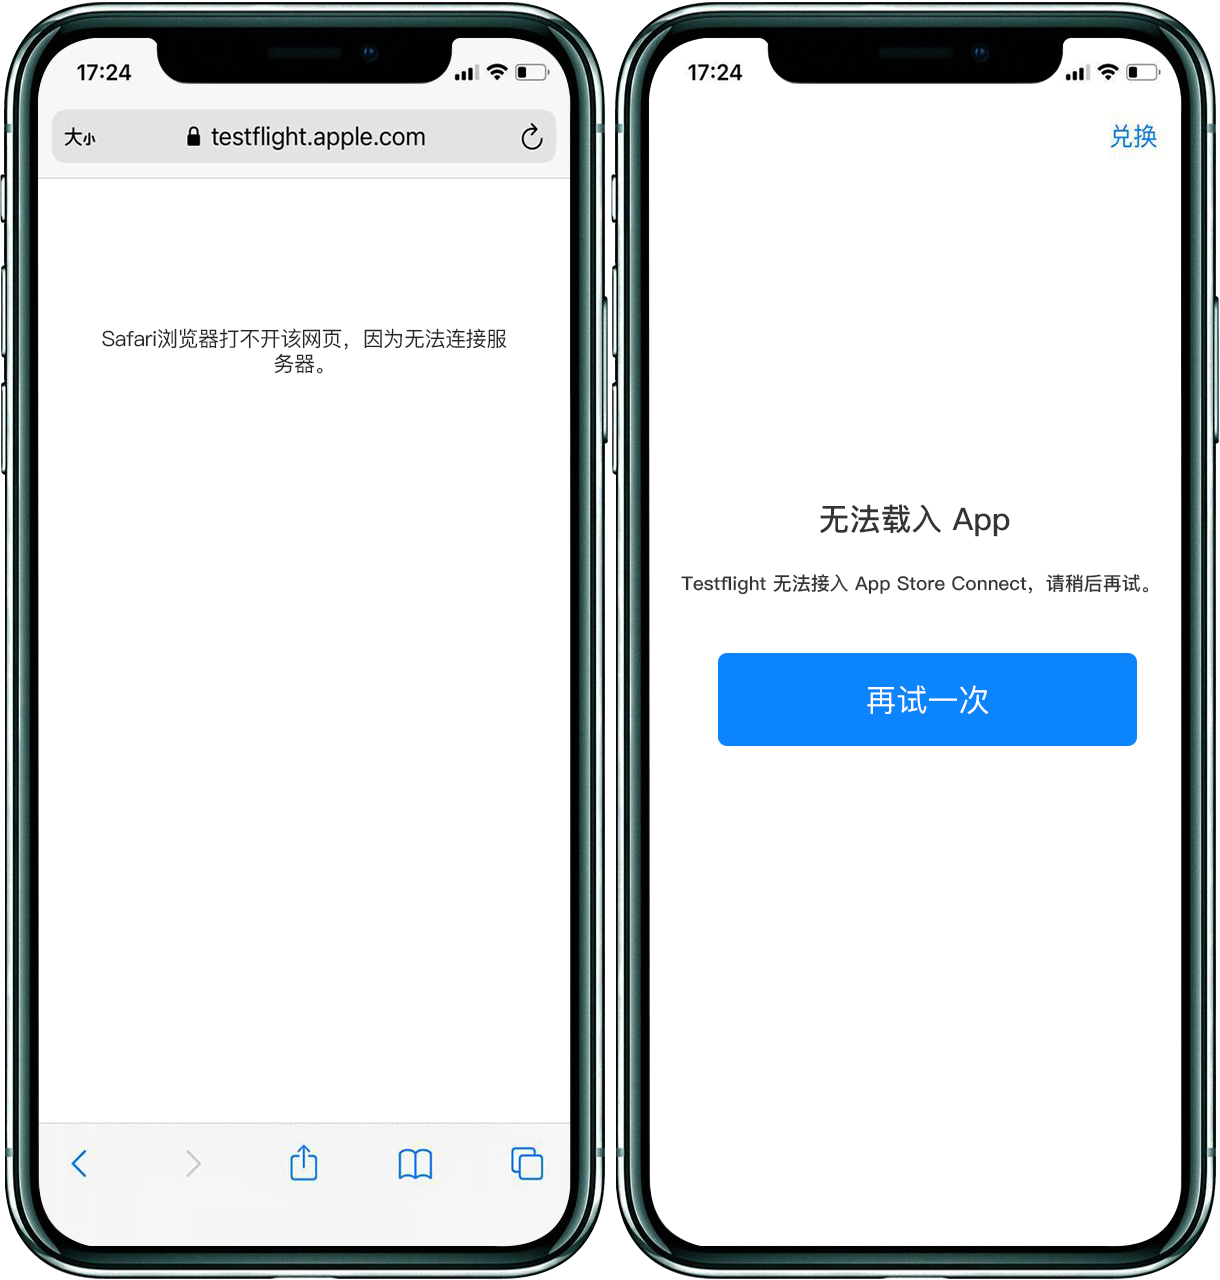 17:24
大小 testflight.apple.com
Safari浏览器打不开该网页，因为无法连接服
务器。
17:24
兑换
无法载入 App
Testflight 无法接入 App Store Connect，请稍后再试。
再试一次